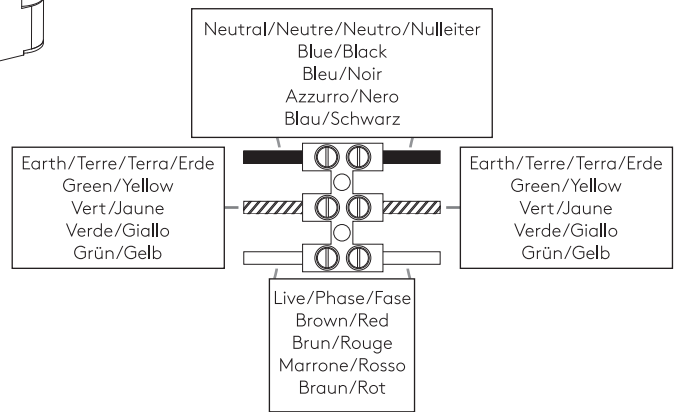 Neutral/Neutre/Neutro/Nulleiter
Blue/Black
Bleu/Noir
Azzurro/Nero
Blau/Schwarz
Earth/Terre/Terra/Erde
Green/Yellow
Vert/Jaune
Verde/Giallo
Grün/Gelb
Earth/Terre/Terra/Erde
Green/Yellow
Vert/Jaune
Verde/Giallo
Grün/Gelb
Live/Phase/Fase
Brown/Red
Brun/Rouge
Marrone/Rosso
Braun/Rot